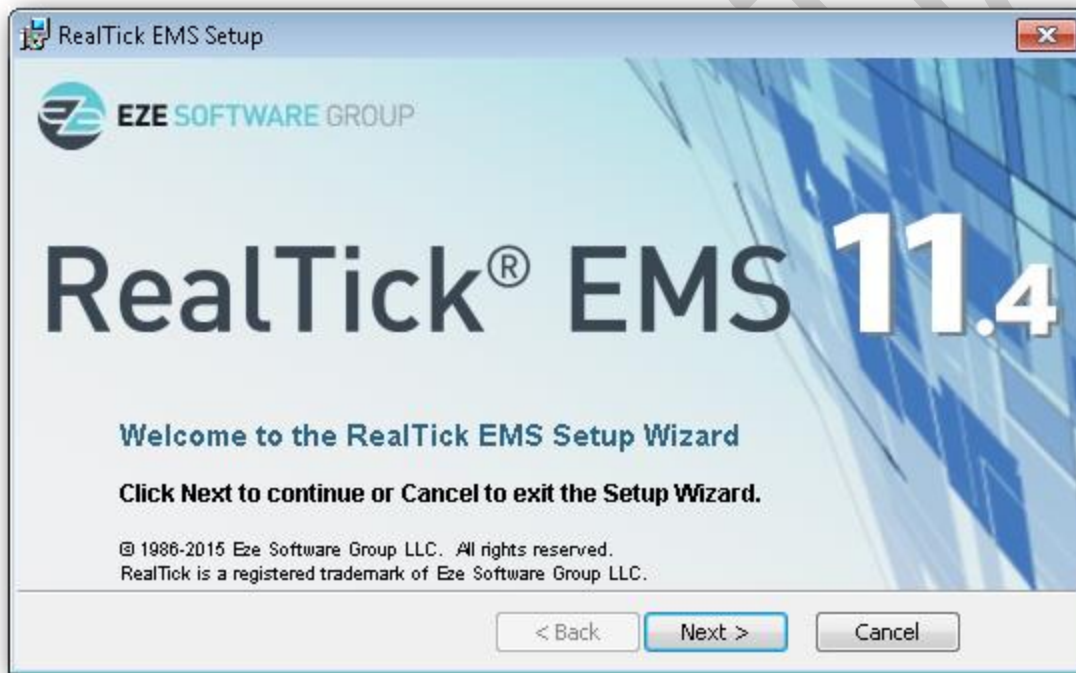 RealTick EMS Setup
EZE SOFTWARE GROUP
RealTick® EMS 11.4
Welcome to the RealTick EMS Setup Wizard
Click Next to continue or Cancel to exit the Setup Wizard.
© 1986-2015 Eze Software Group LLC. All rights reserved.
RealTick is a registered trademark of Eze Software Group LLC.
< Back Next > Cancel